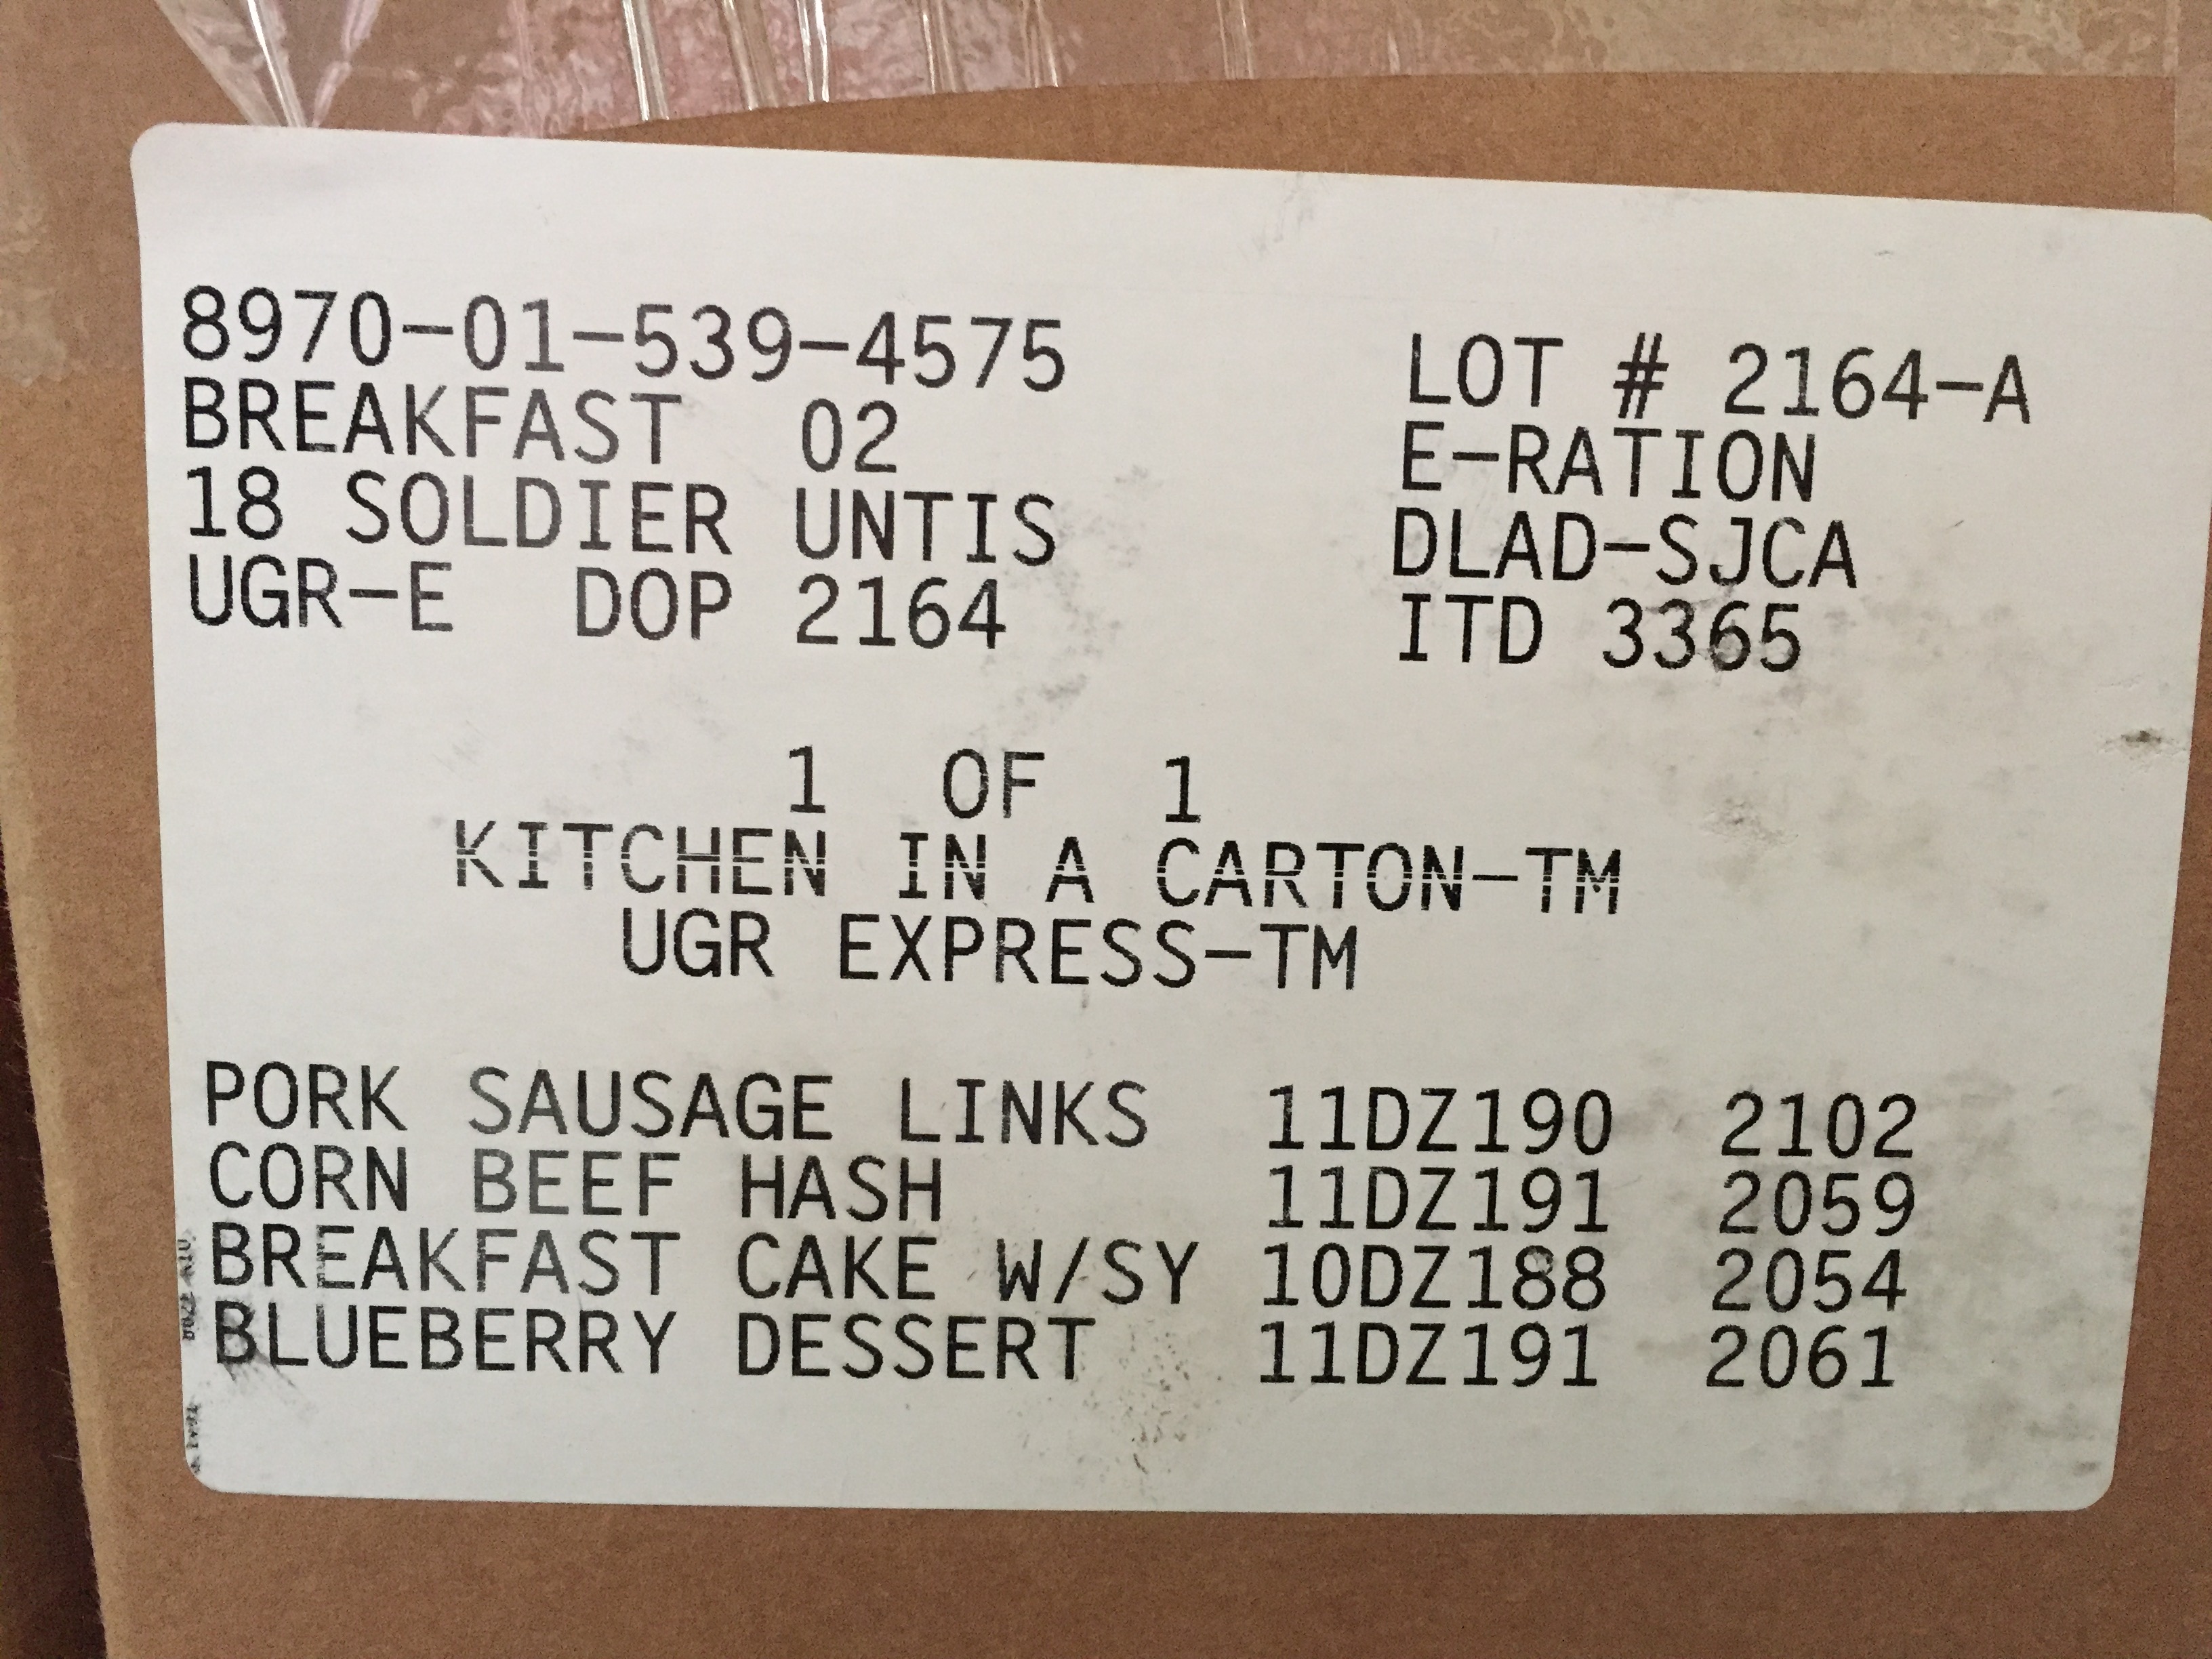 8970-01-539-4575
BREAKFAST 02
18 SOLDIER UNTIS
UGR-E DOP 2164
LOT # 2164-A
E-RATION
DLAD-SJCA
ITD 3365
1 OF 1
KITCHEN IN A CARTON-TM
UGR EXPRESS-TM
PORK SAUSAGE LINKS 11DZ190 2102
CORN BEEF HASH 11DZ191 2059
BREAKFAST CAKE W/SY 10DZ188 2054
BLUEBERRY DESSERT 11DZ191 2061